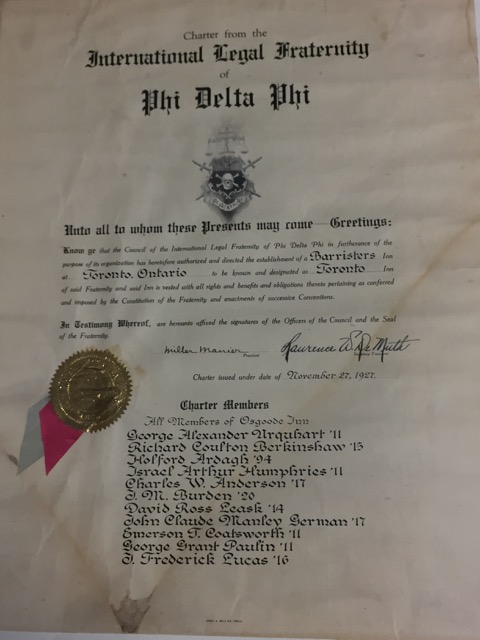 Charter from the
International Legal Fraternity
of
Phi Delta Phi
Unto all to whom these Presents may come Greetings:
Know ye that the Council of the International Legal Fraternity of Phi Delta Phi in furtherance of the
purpose of its organization has heretofore authorized and directed the establishment of a Barristers Inn
at Toronto, Ontario to be known and designated as Toronto Inn
of said Fraternity and said Inn is vested with all rights and benefits and obligations thereto pertaining as conferred
and imposed by the Constitution of the Fraternity and enactments of successive Conventions.
In Testimony Whereof, are hereunto affixed the signatures of the Officers of the Council and the Seal
of the Fraternity.
Miller Manier Laurence W. DeMuth
President
Charter issued under date of November 27, 1927.
Charter Members
All Members of Osgoode Inn
George Alexander Urquhart '11
Richard Coulton Berkinshaw '15
Holford Ardagh '94
Israel Arthur Humphries '11
Charles W. Anderson '17
J. M. Burden '20
David Ross Leask '14
John Claude Manley German '17
Emerson T. Coatsworth '11
George Grant Paulin '11
J. Frederick Lucas '16